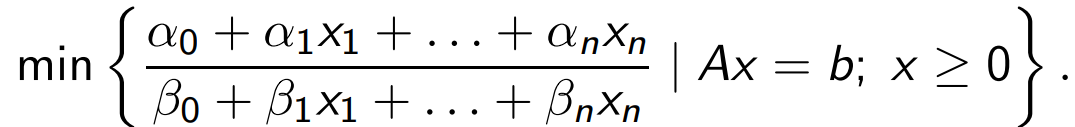 min { α₀ + α₁x₁ + … + αₙxₙ / β₀ + β₁x₁ + … + βₙxₙ | Ax = b; x ≥ 0 } .